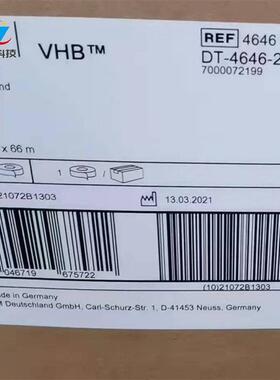 科技
VHB™
REF 4646
DT-4646-2
7000072199
nd
x 66 m
1
21072B1303
13.03.2021
046719
675722
(10)21072B1303
de in Germany
M Deutschland GmbH, Carl-Schurz-Str. 1, D-41453 Neuss, Germany